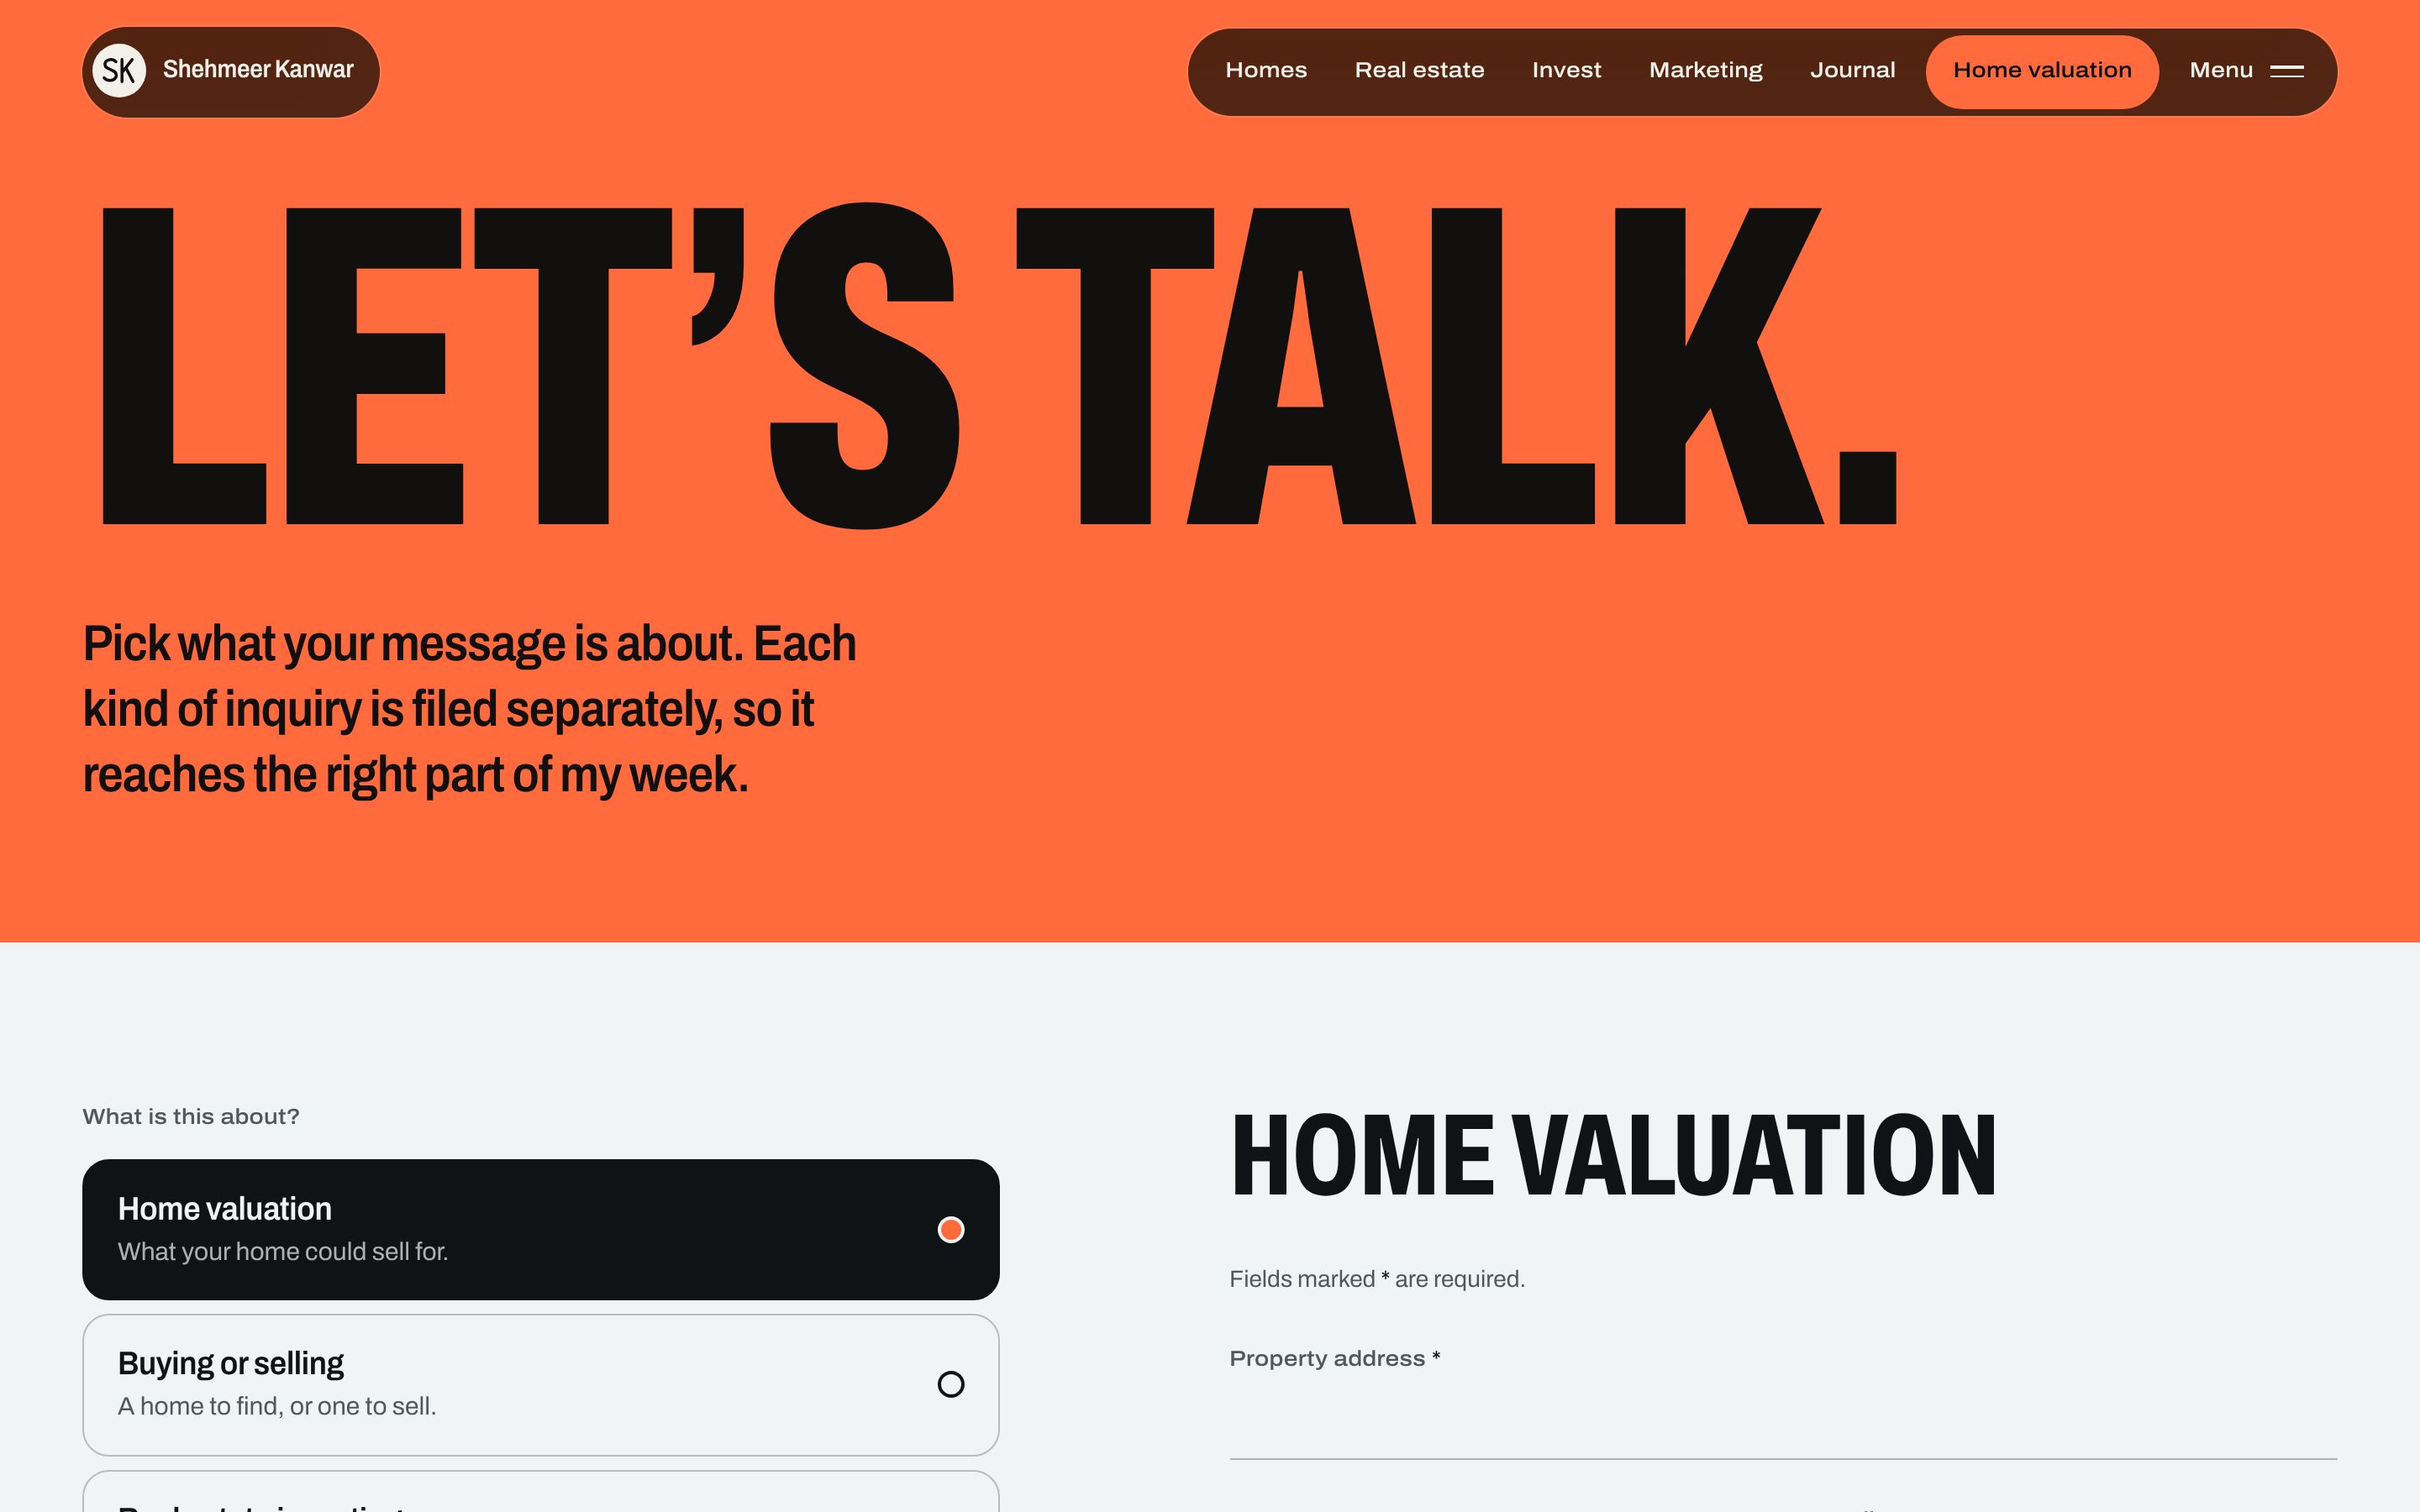 SK Shehmeer Kanwar
Homes Real estate Invest Marketing Journal Home valuation Menu
LET’S TALK.
Pick what your message is about. Each
kind of inquiry is filed separately, so it
reaches the right part of my week.
What is this about?
Home valuation
What your home could sell for.
Buying or selling
A home to find, or one to sell.
HOME VALUATION
Fields marked * are required.
Property address *